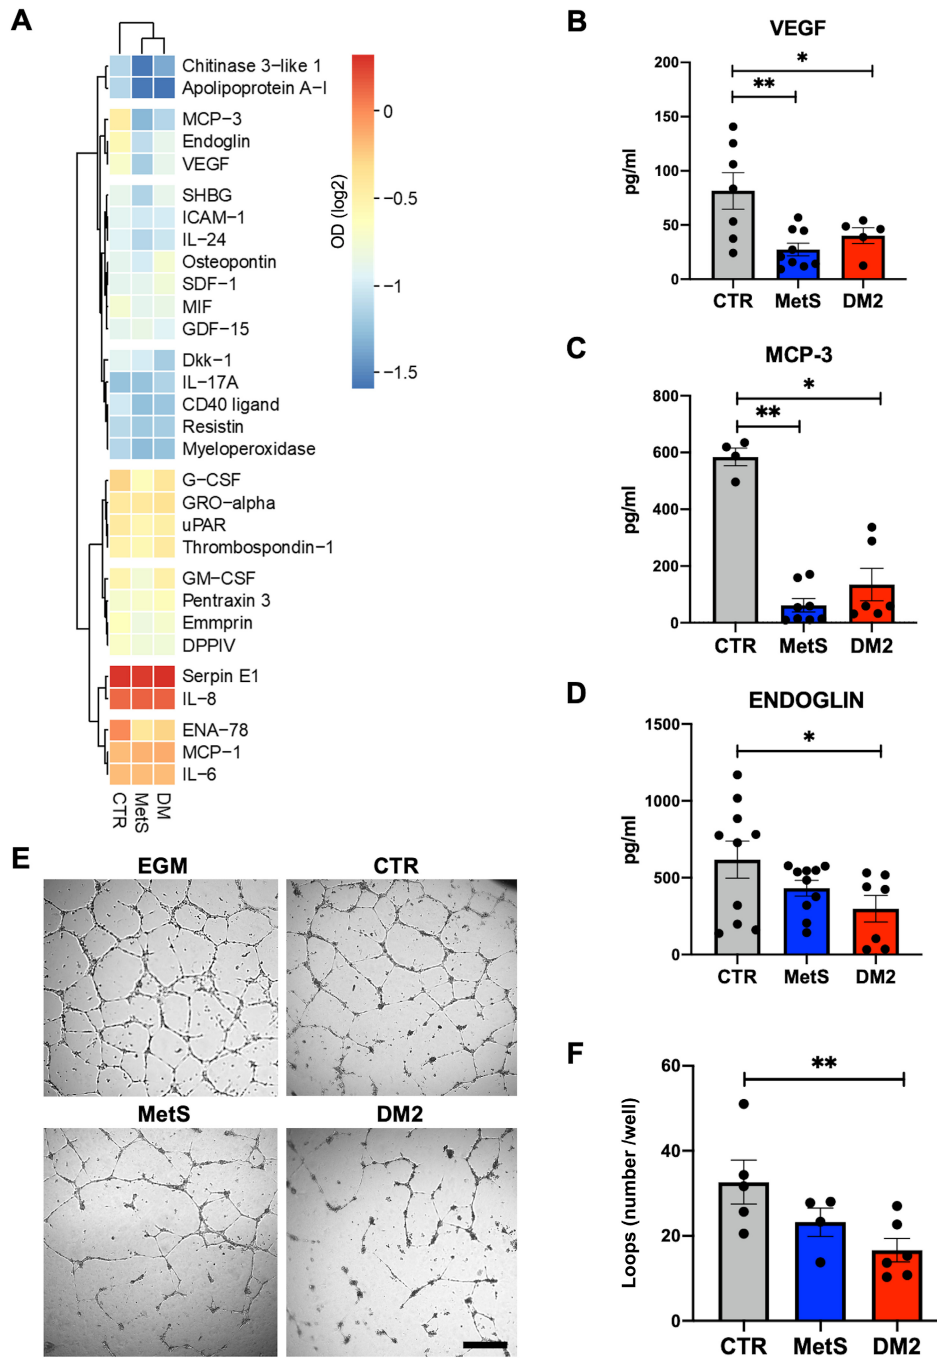 A
Chitinase 3-like 1
Apolipoprotein A-I
MCP-3
Endoglin
VEGF
SHBG
ICAM-1
IL-24
Osteopontin
SDF-1
MIF
GDF-15
Dkk-1
IL-17A
CD40 ligand
Resistin
Myeloperoxidase
G-CSF
GRO-alpha
uPAR
Thrombospondin-1
GM-CSF
Pentraxin 3
Emmprin
DPPIV
Serpin E1
IL-8
ENA-78
MCP-1
IL-6
CTR
MetS
DM
OD (log2)
0
-0.5
-1
-1.5
B
VEGF
pg/ml
200
150
100
50
0
*
**
CTR MetS DM2
C
MCP-3
pg/ml
800
600
400
200
0
*
**
CTR MetS DM2
D
ENDOGLIN
pg/ml
1500
1000
500
0
*
CTR MetS DM2
E
EGM CTR
MetS DM2
F
Loops (number /well)
60
40
20
0
**
CTR MetS DM2